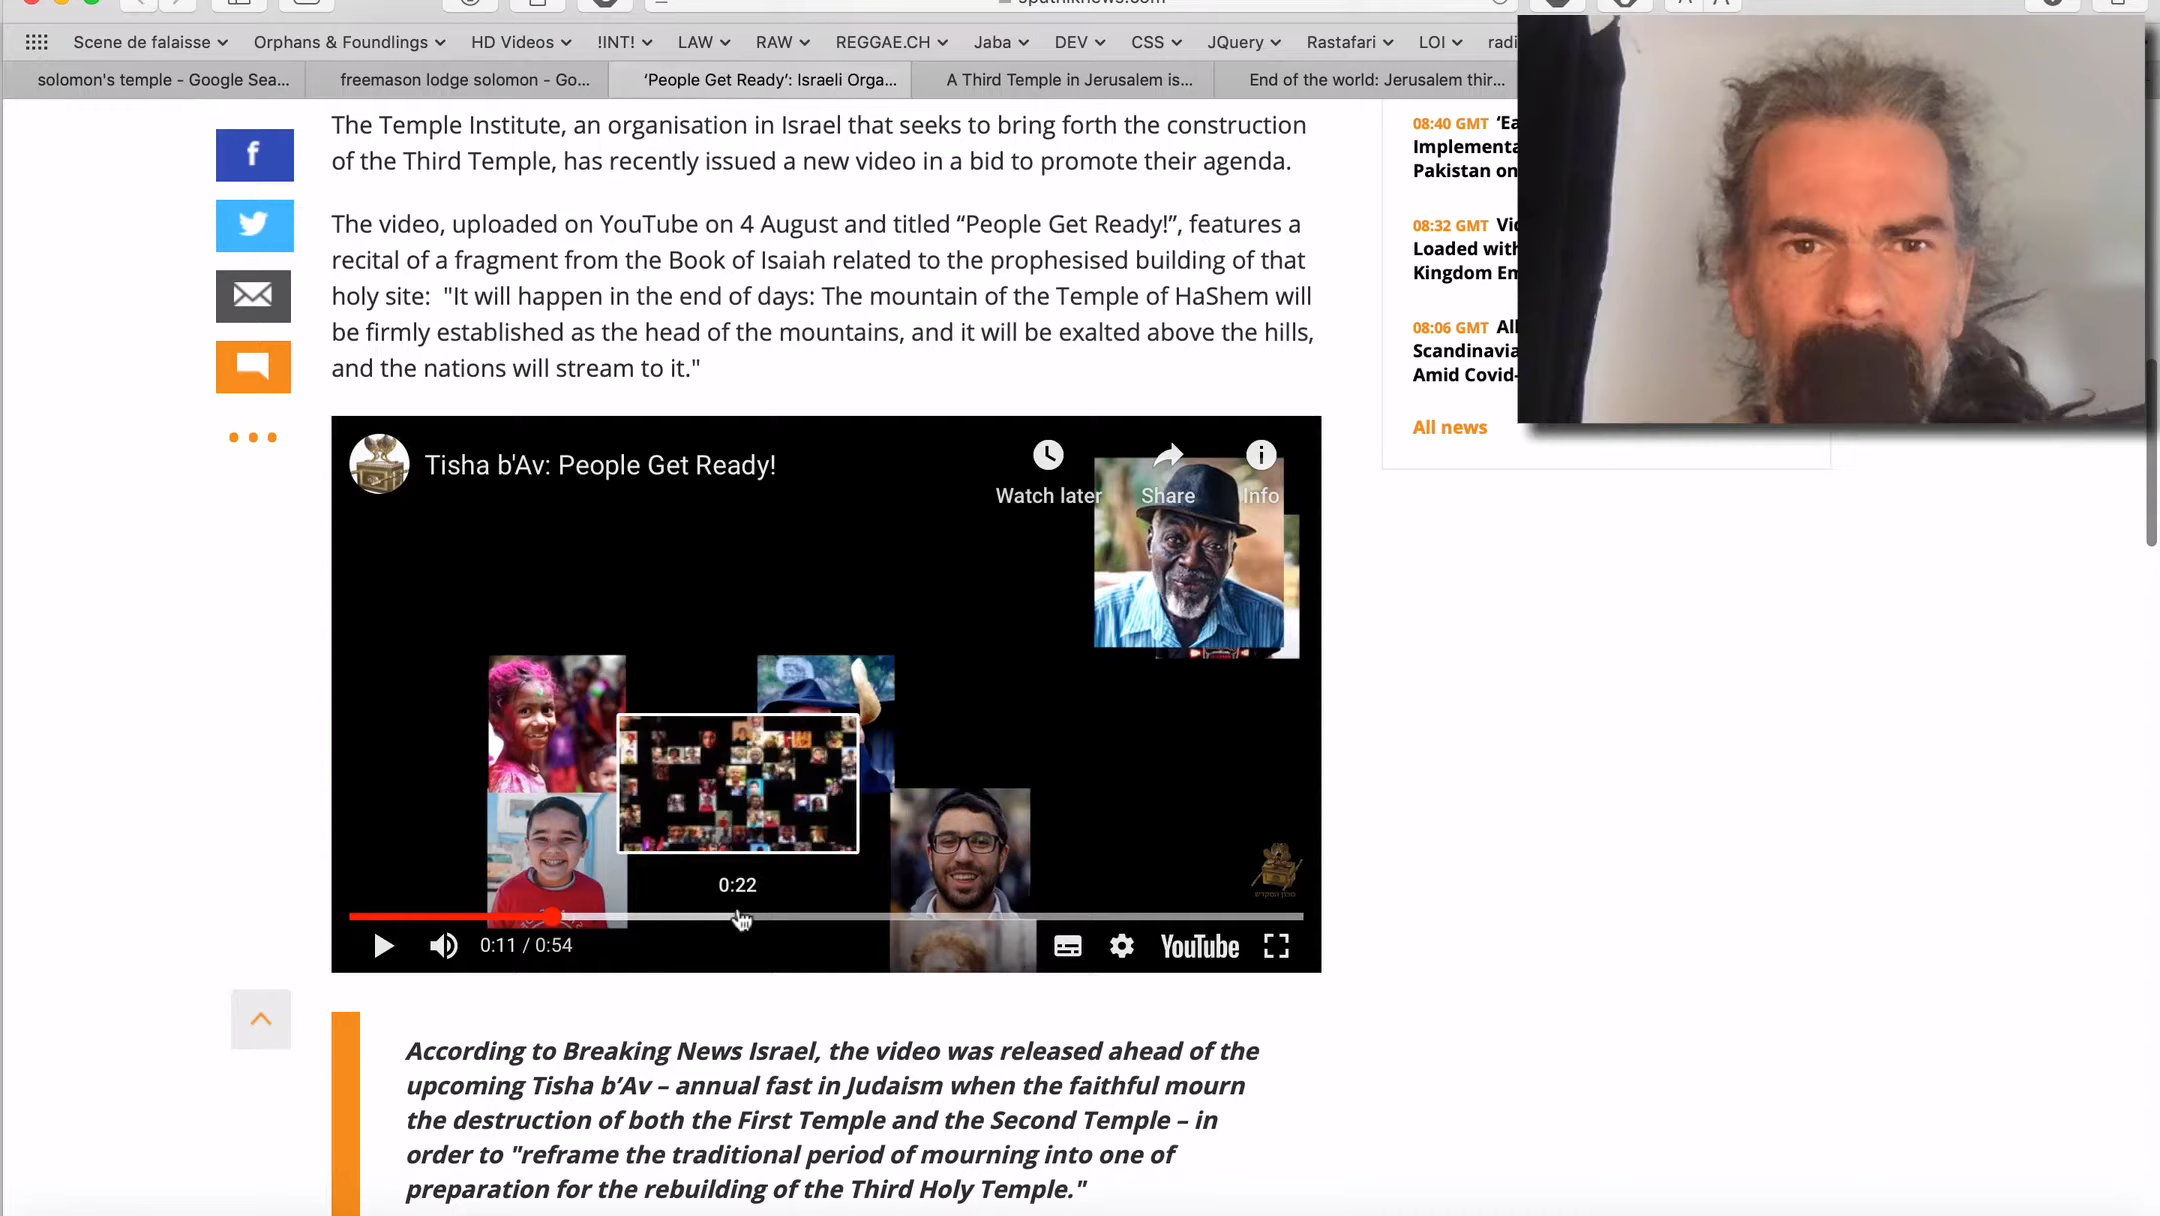 Scene de falaisse Orphans & Foundlings HD Videos !INT! LAW RAW REGGAE.CH Jaba DEV CSS JQuery Rastafari LOI
solomon's temple - Google Sea... freemason lodge solomon - Go... ‘People Get Ready’: Israeli Orga... A Third Temple in Jerusalem is... End of the world: Jerusalem thir...
The Temple Institute, an organisation in Israel that seeks to bring forth the construction
of the Third Temple, has recently issued a new video in a bid to promote their agenda.
The video, uploaded on YouTube on 4 August and titled “People Get Ready!”, features a
recital of a fragment from the Book of Isaiah related to the prophesised building of that
holy site: "It will happen in the end of days: The mountain of the Temple of HaShem will
be firmly established as the head of the mountains, and it will be exalted above the hills,
and the nations will stream to it."
08:40 GMT
Pakistan on
08:32 GMT
Loaded with
Kingdom
08:06 GMT
Amid
All news
Tisha b'Av: People Get Ready!
Watch later Share Info
0:22
0:11 / 0:54
YouTube
According to Breaking News Israel, the video was released ahead of the
upcoming Tisha b’Av – annual fast in Judaism when the faithful mourn
the destruction of both the First Temple and the Second Temple – in
order to "reframe the traditional period of mourning into one of
preparation for the rebuilding of the Third Holy Temple."